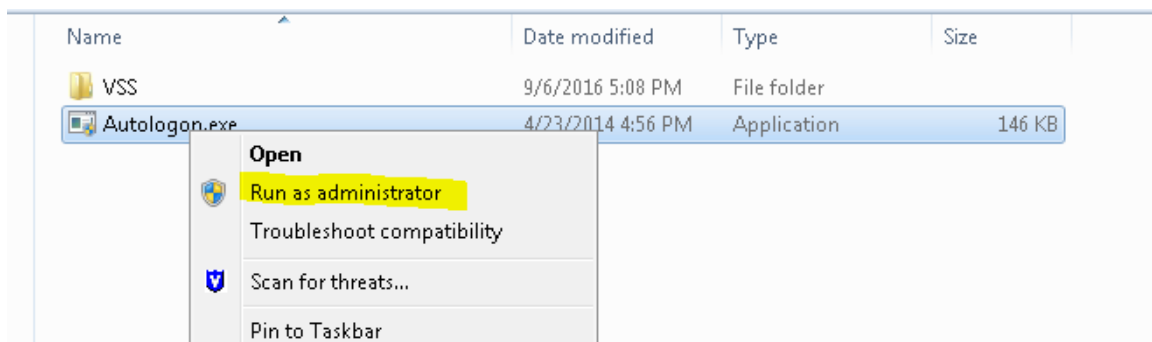 Name Date modified Type Size
VSS 9/6/2016 5:08 PM File folder
Autologon.exe 4/23/2014 4:56 PM Application 146 KB
Open
Run as administrator
Troubleshoot compatibility
Scan for threats...
Pin to Taskbar